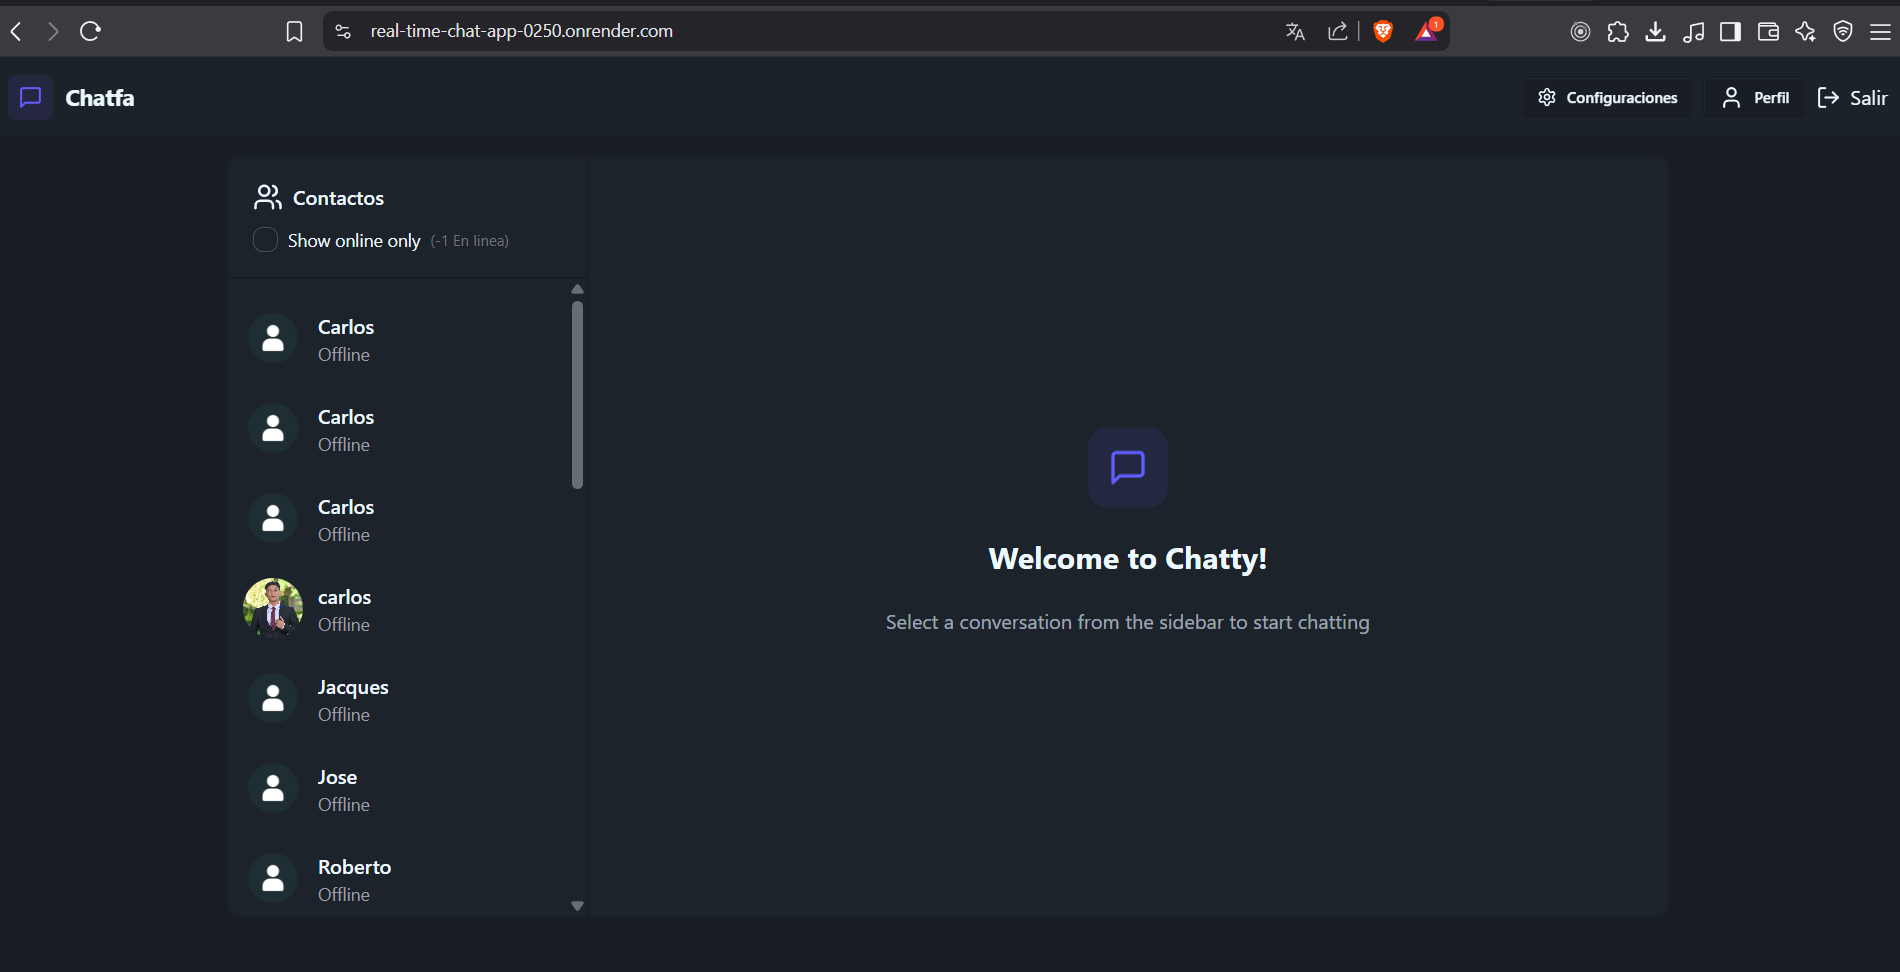 real-time-chat-app-0250.onrender.com
1
Chatfa
Configuraciones
Perfil
Salir
Contactos
Show online only (-1 En linea)
Carlos
Offline
Carlos
Offline
Carlos
Offline
carlos
Offline
Jacques
Offline
Jose
Offline
Roberto
Offline
Welcome to Chatty!
Select a conversation from the sidebar to start chatting